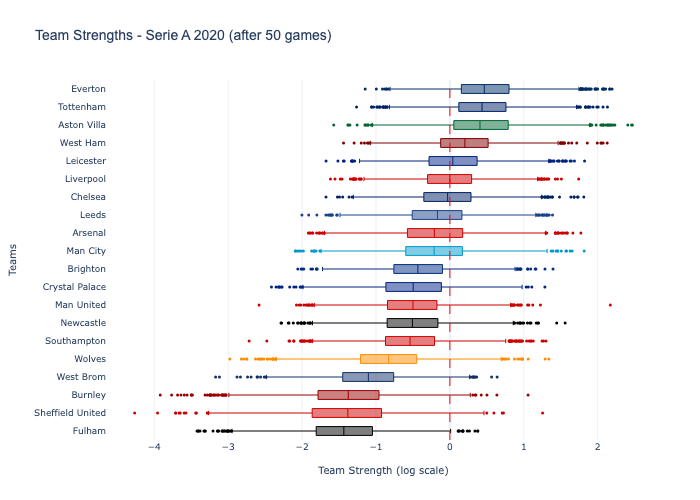 Team Strengths - Serie A 2020 (after 50 games)
Everton
Tottenham
Aston Villa
West Ham
Leicester
Liverpool
Chelsea
Leeds
Arsenal
Man City
Brighton
Crystal Palace
Man United
Newcastle
Southampton
Wolves
West Brom
Burnley
Sheffield United
Fulham
Teams
−4
−3
−2
−1
0
1
2
Team Strength (log scale)